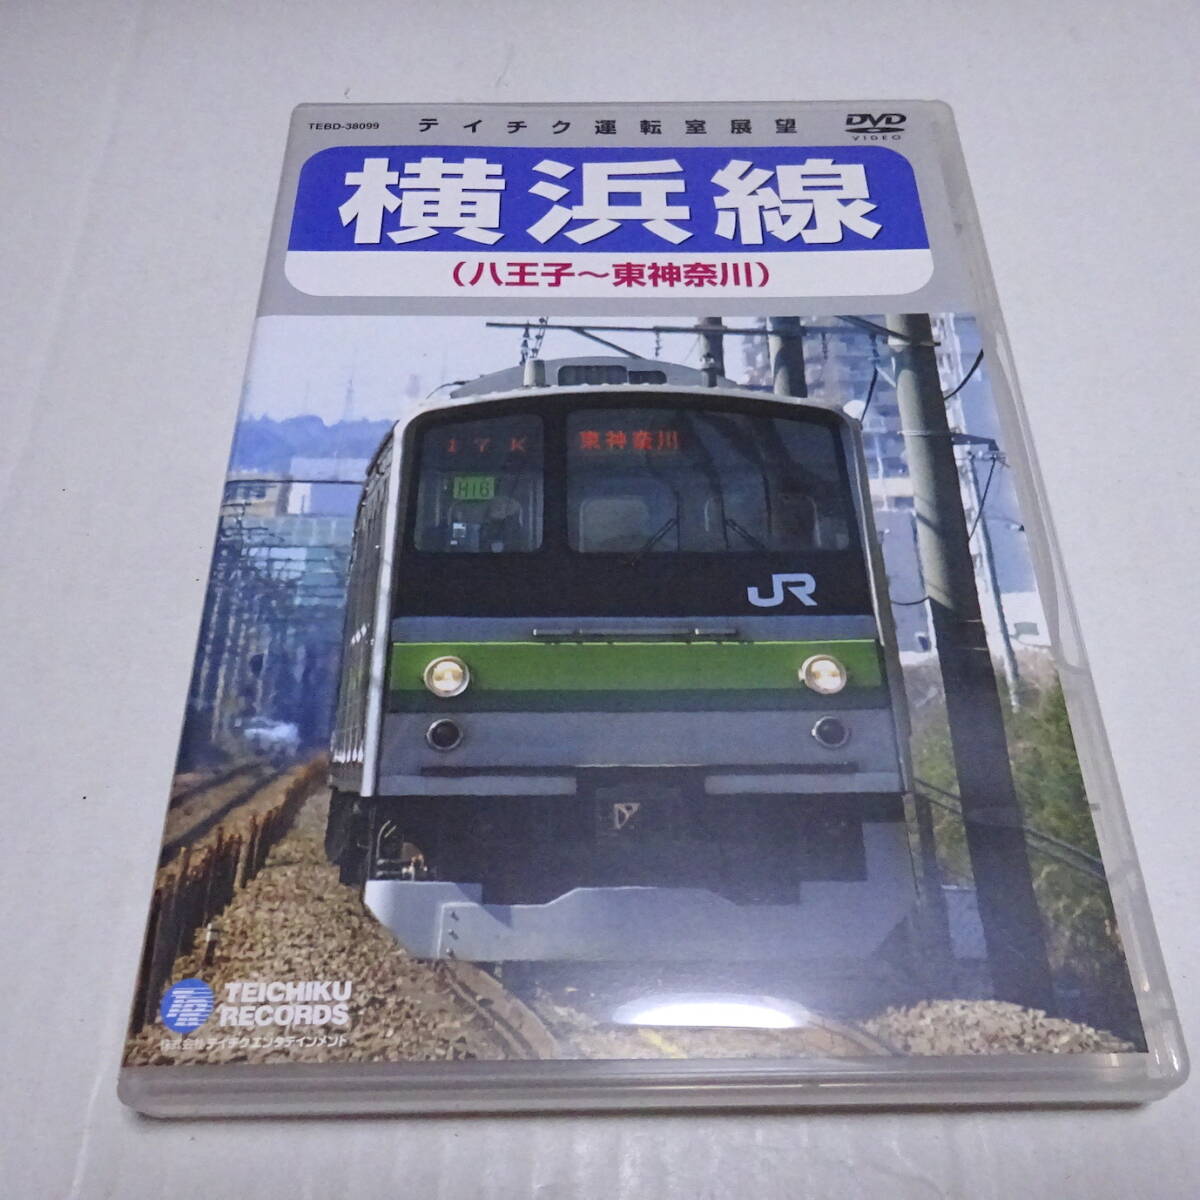 TEBD-38099 テイチク運転室展望 DVD
VIDEO
横浜線
(八王子～東神奈川)
17K 東神奈川
H16
JR
TEICHIKU
RECORDS
株式会社テイチクエンタテインメント